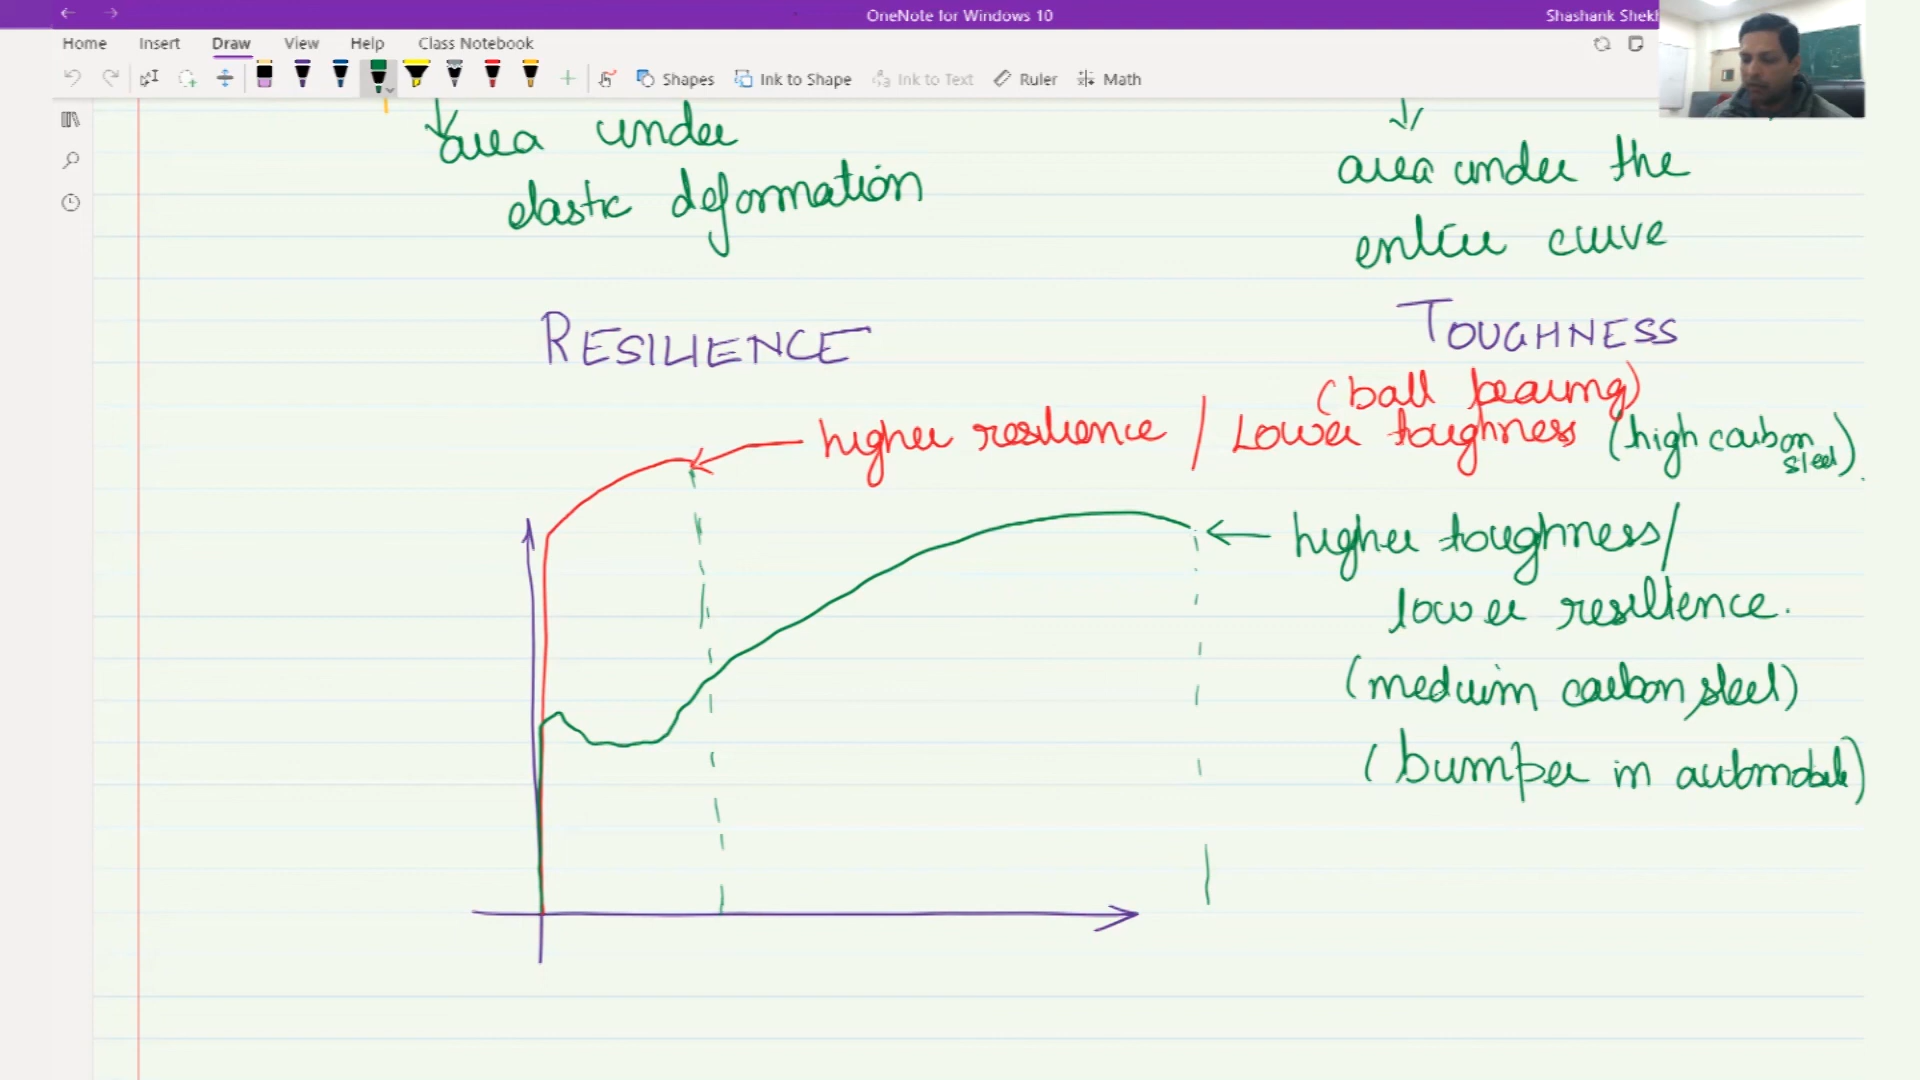 OneNote for Windows 10
Shashank Shekh
Home Insert Draw View Help Class Notebook
Shapes Ink to Shape Ink to Text Ruler Math
area under
elastic deformation
area under the
entire curve
RESILIENCE
TOUGHNESS
(ball bearing)
higher resilience / Lower toughness (high carbon
steel)
higher toughness/
lower resilience.
(medium carbon steel)
(bumper in automobile)